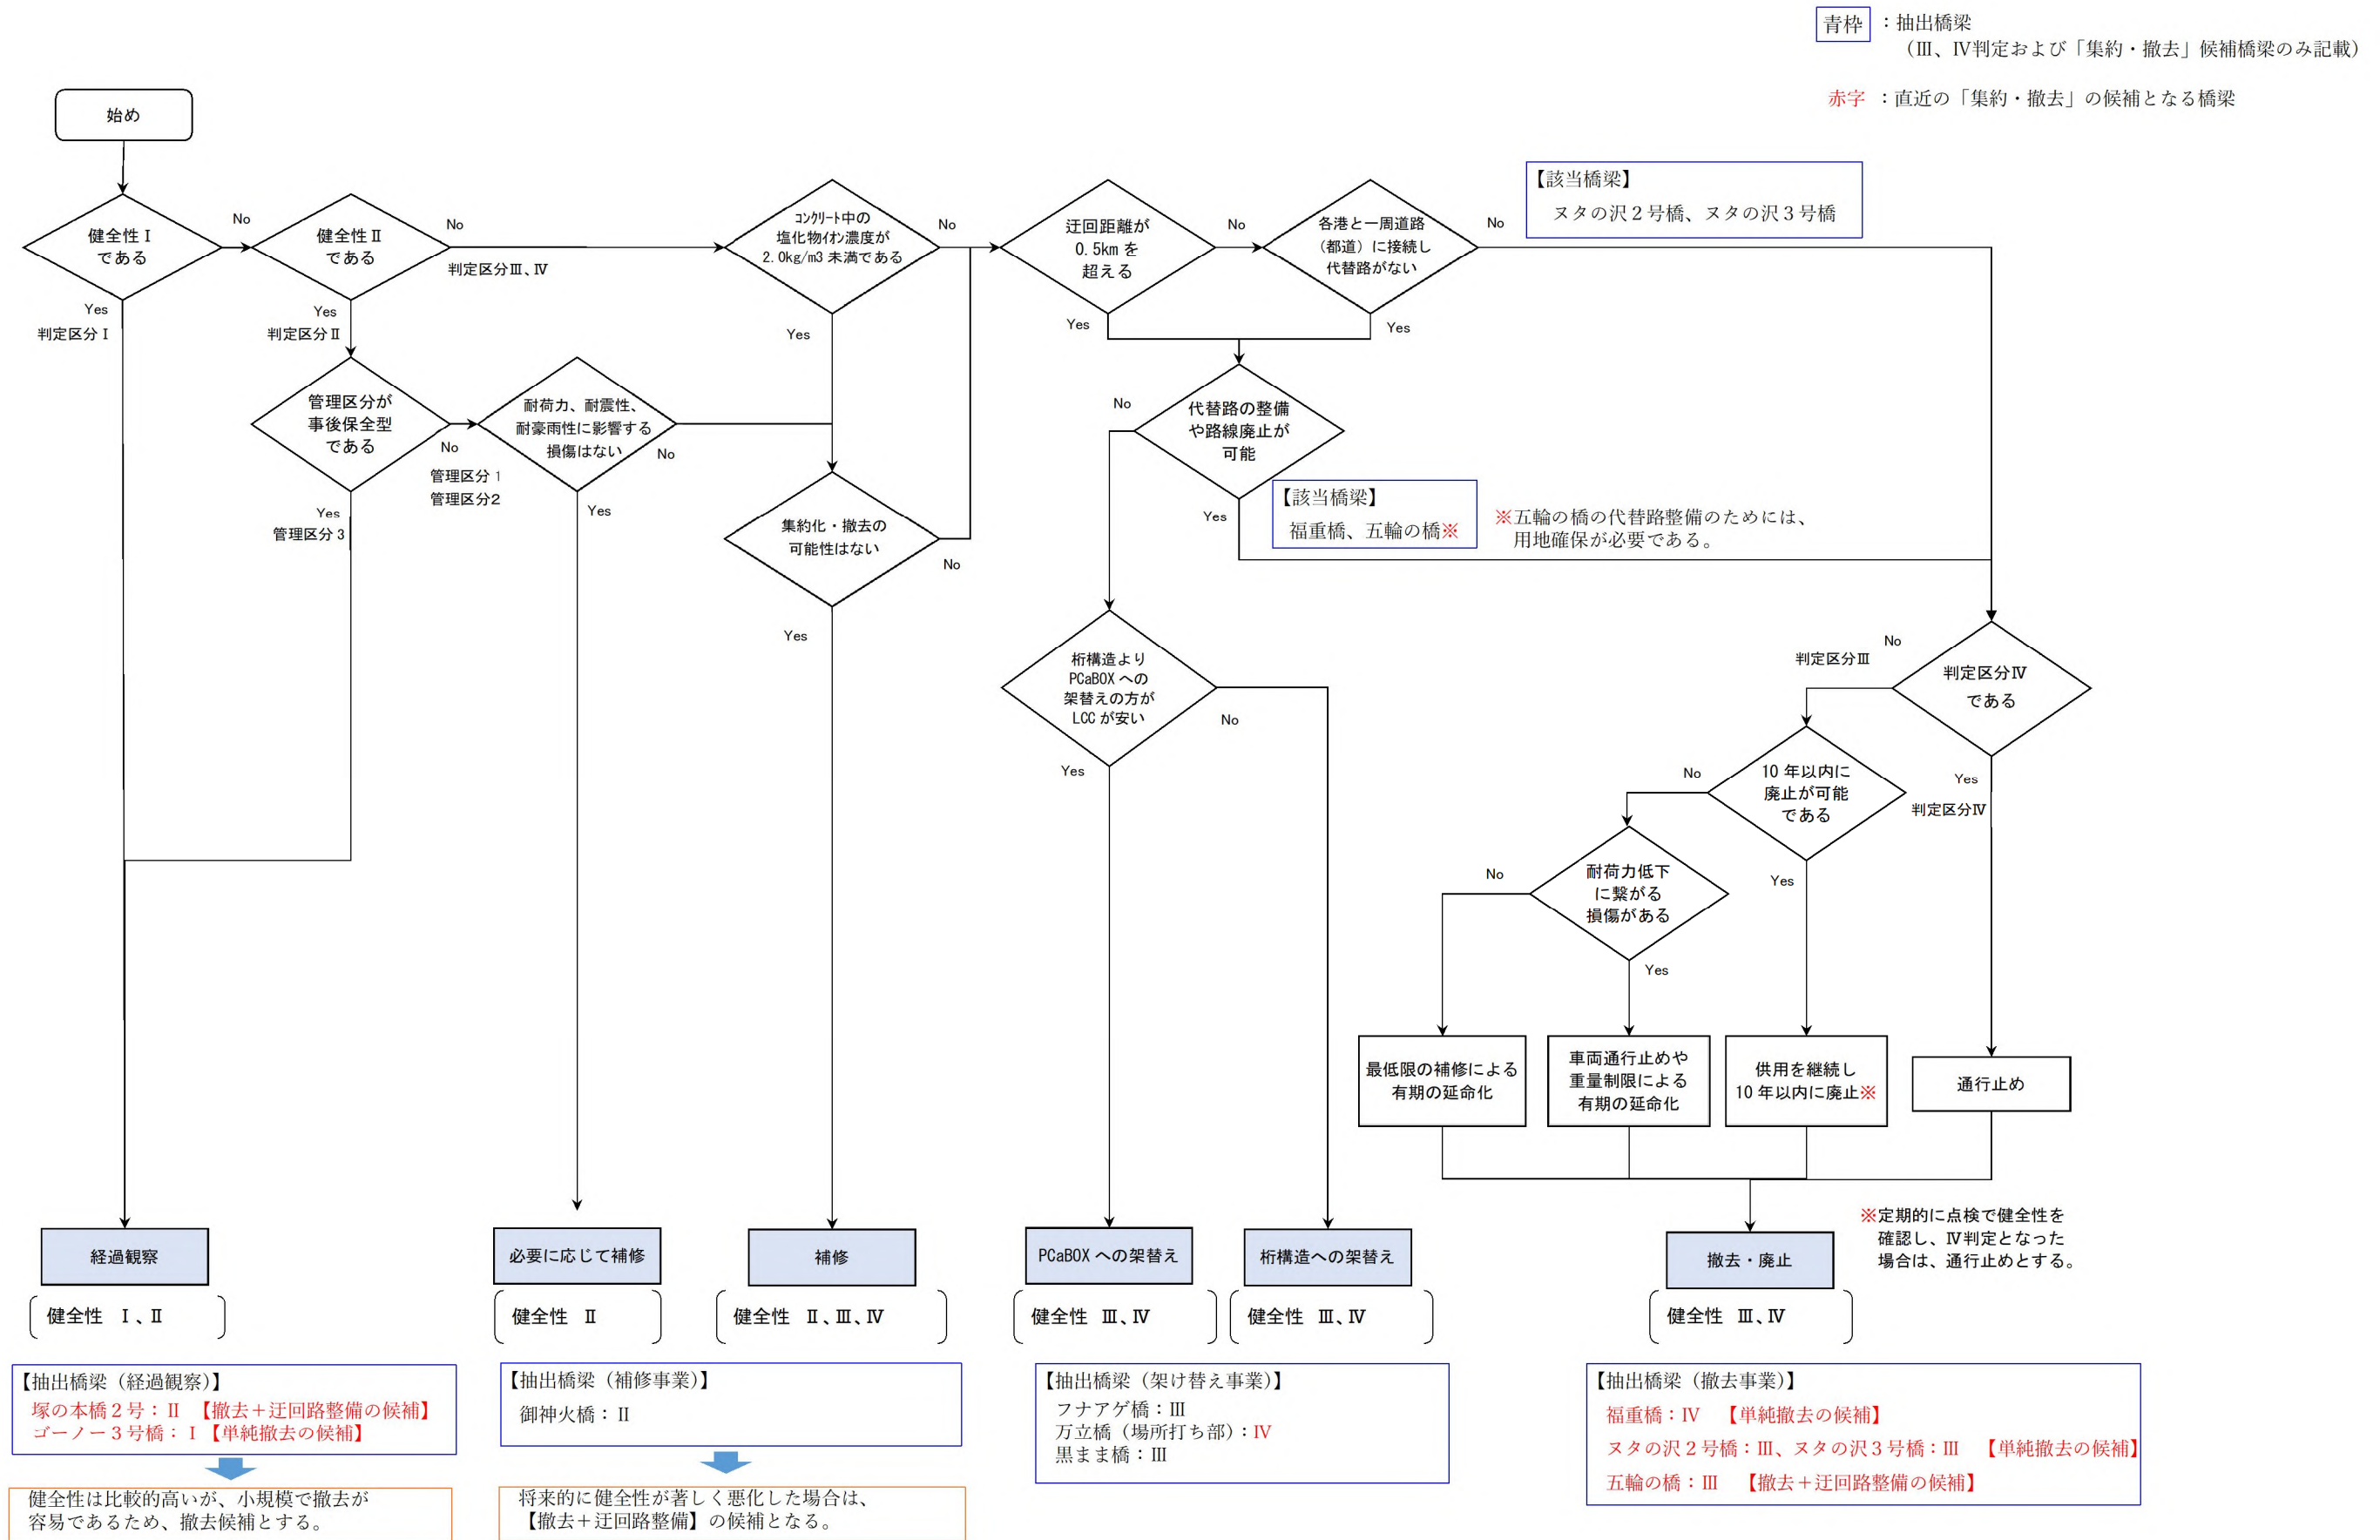 青枠 ：抽出橋梁
（Ⅲ、Ⅳ判定および「集約・撤去」候補橋梁のみ記載）
赤字 ：直近の「集約・撤去」の候補となる橋梁
始め
健全性Ⅰ
である
No
Yes
判定区分Ⅰ
健全性Ⅱ
である
No
判定区分Ⅲ、Ⅳ
Yes
判定区分Ⅱ
ｺﾝｸﾘｰﾄ中の
塩化物ｲｵﾝ濃度が
2.0kg/m3未満である
No
Yes
迂回距離が
0.5kmを
超える
No
Yes
各港と一周道路
（都道）に接続し
代替路がない
No
Yes
【該当橋梁】
ヌタの沢２号橋、ヌタの沢３号橋
管理区分が
事後保全型
である
No
管理区分1
管理区分2
Yes
管理区分3
耐荷力、耐震性、
耐豪雨性に影響する
損傷はない
No
Yes
集約化・撤去の
可能性はない
No
Yes
代替路の整備
や路線廃止が
可能
No
Yes
【該当橋梁】
福重橋、五輪の橋※
※五輪の橋の代替路整備のためには、
用地確保が必要である。
桁構造より
PCaBOXへの
架替えの方が
LCCが安い
No
Yes
判定区分Ⅳ
である
No
判定区分Ⅲ
Yes
判定区分Ⅳ
10年以内に
廃止が可能
である
No
Yes
耐荷力低下
に繋がる
損傷がある
No
Yes
最低限の補修による
有期の延命化
車両通行止めや
重量制限による
有期の延命化
供用を継続し
10年以内に廃止※
通行止め
※定期的に点検で健全性を
確認し、Ⅳ判定となった
場合は、通行止めとする。
経過観察
必要に応じて補修
補修
PCaBOXへの架替え
桁構造への架替え
撤去・廃止
健全性 Ⅰ、Ⅱ
健全性 Ⅱ
健全性 Ⅱ、Ⅲ、Ⅳ
健全性 Ⅲ、Ⅳ
健全性 Ⅲ、Ⅳ
健全性 Ⅲ、Ⅳ
【抽出橋梁（経過観察）】
塚の本橋２号：Ⅱ 【撤去＋迂回路整備の候補】
ゴーノー３号橋：Ⅰ【単純撤去の候補】
健全性は比較的高いが、小規模で撤去が
容易であるため、撤去候補とする。
【抽出橋梁（補修事業）】
御神火橋：Ⅱ
将来的に健全性が著しく悪化した場合は、
【撤去＋迂回路整備】の候補となる。
【抽出橋梁（架け替え事業）】
フナアゲ橋：Ⅲ
万立橋（場所打ち部）：Ⅳ
黒まま橋：Ⅲ
【抽出橋梁（撤去事業）】
福重橋：Ⅳ 【単純撤去の候補】
ヌタの沢２号橋：Ⅲ、ヌタの沢３号橋：Ⅲ 【単純撤去の候補】
五輪の橋：Ⅲ 【撤去＋迂回路整備の候補】